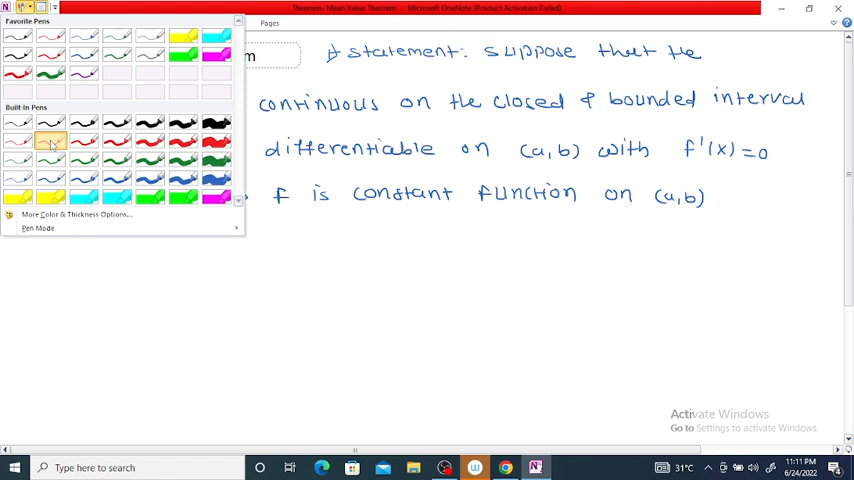 Theorem- Mean Value Theorem - Microsoft OneNote (Product Activation Failed)
Favorite Pens
Built-In Pens
More Color & Thickness Options...
Pen Mode
Pages
m
statement: suppose that the
continuous on the closed & bounded interval
differentiable on (a,b) with f'(x)=0
f is constant function on (a,b)
Activate Windows
Go to Settings to activate Windows.
Type here to search
31°C
11:11 PM
6/24/2022
4